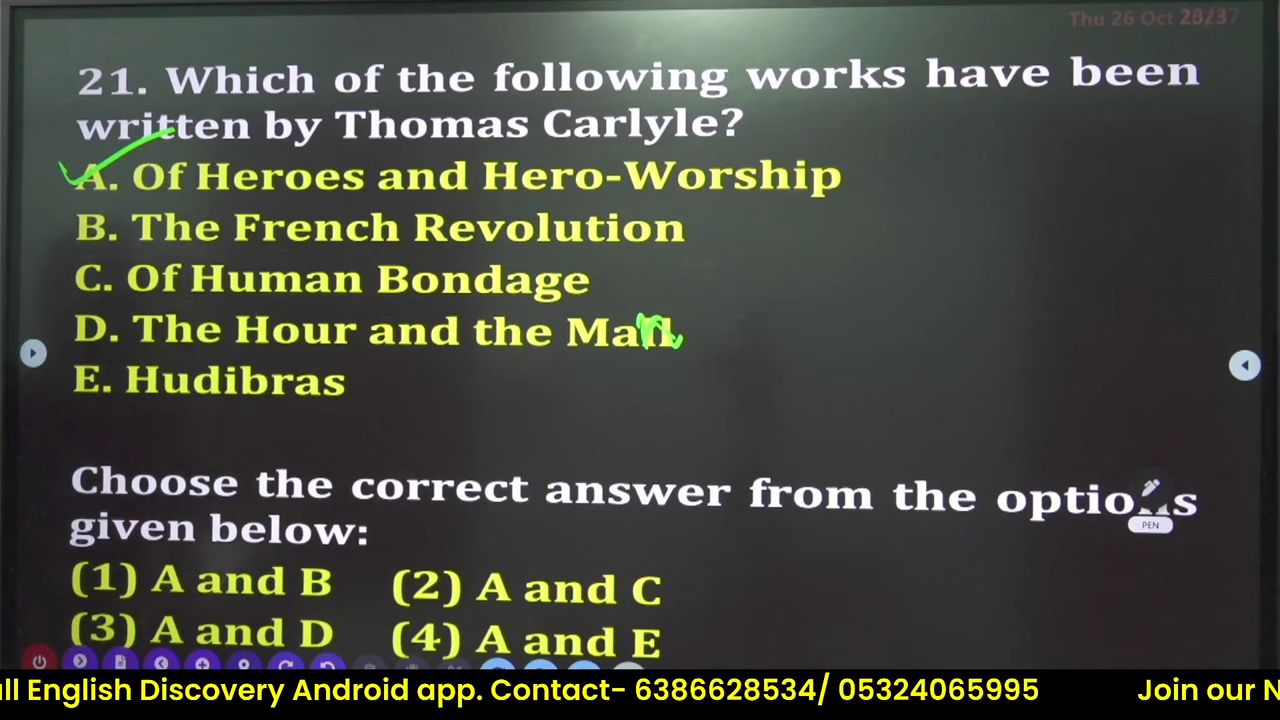 Thu 26 Oct 23/37
21. Which of the following works have been
written by Thomas Carlyle?
A. Of Heroes and Hero-Worship
B. The French Revolution
C. Of Human Bondage
D. The Hour and the Man
E. Hudibras
Choose the correct answer from the options
given below:
(1) A and B (2) A and C
(3) A and D (4) A and E
PEN
ll English Discovery Android app. Contact- 6386628534/ 05324065995 Join our N